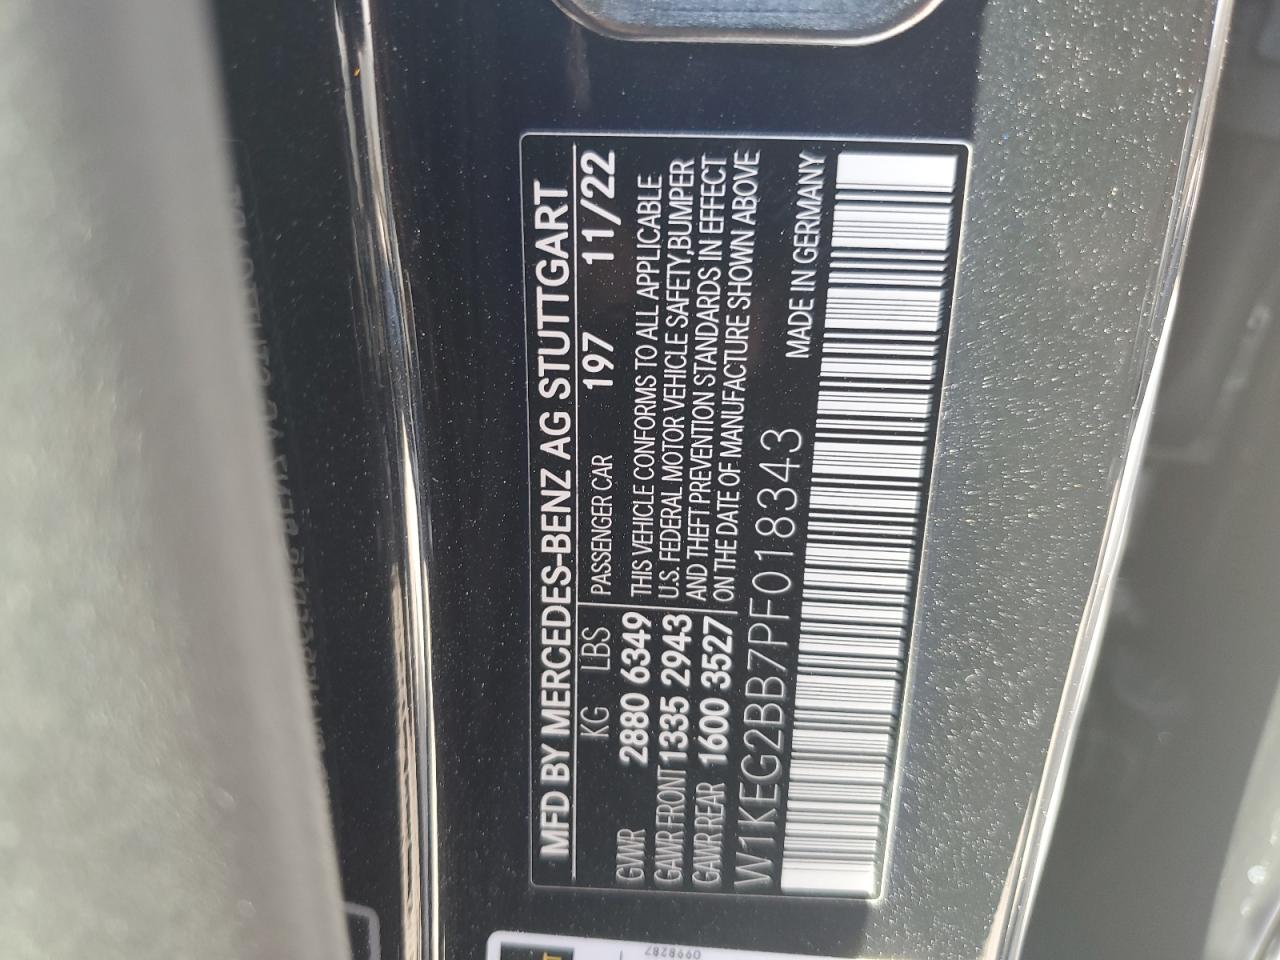 MFD BY MERCEDES-BENZ AG STUTTGART
KG LBS PASSENGER CAR 197 11/22
GVWR 2880 6349 THIS VEHICLE CONFORMS TO ALL APPLICABLE
GAWR FRONT 1335 2943 U.S. FEDERAL MOTOR VEHICLE SAFETY,BUMPER
GAWR REAR 1600 3527 AND THEFT PREVENTION STANDARDS IN EFFECT
ON THE DATE OF MANUFACTURE SHOWN ABOVE
W1KEG2BB7PF018343 MADE IN GERMANY
0998287